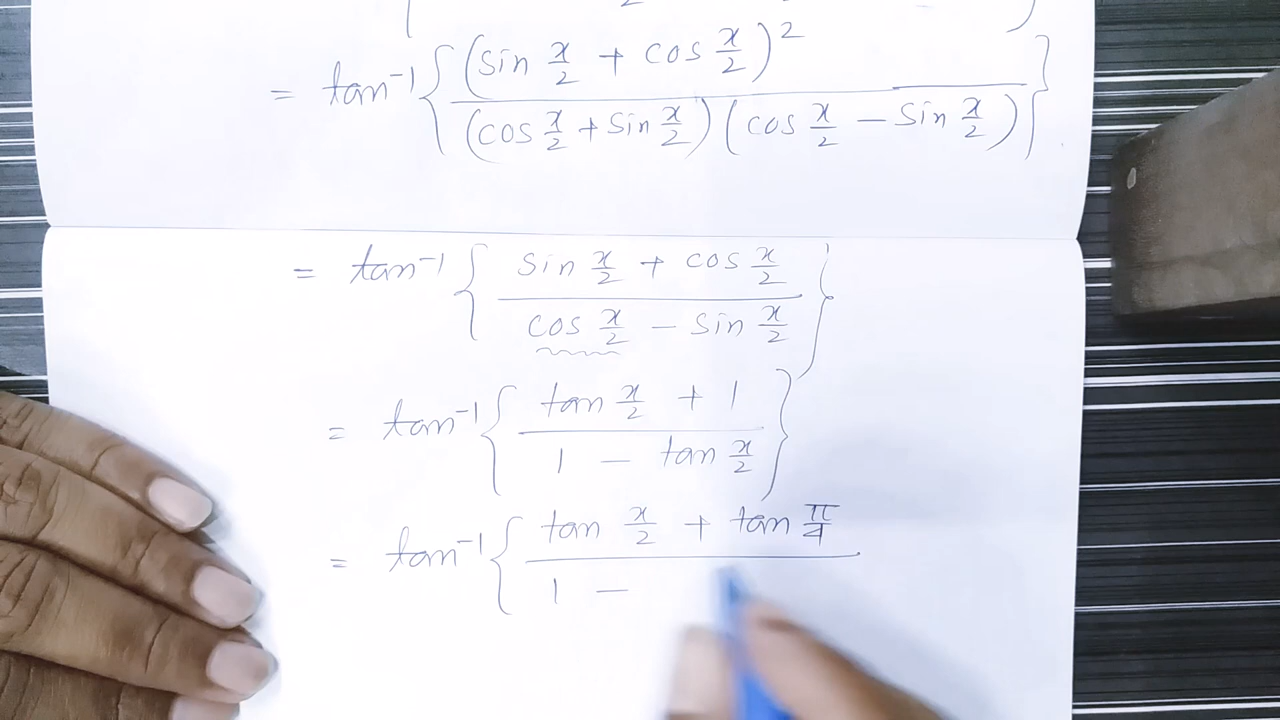 = tan⁻¹{ (sin x/2 + cos x/2)² / (cos x/2 + sin x/2)(cos x/2 − sin x/2) }
= tan⁻¹{ sin x/2 + cos x/2 / cos x/2 − sin x/2 }
= tan⁻¹{ tan x/2 + 1 / 1 − tan x/2 }
= tan⁻¹{ tan x/2 + tan π/4 / 1 −